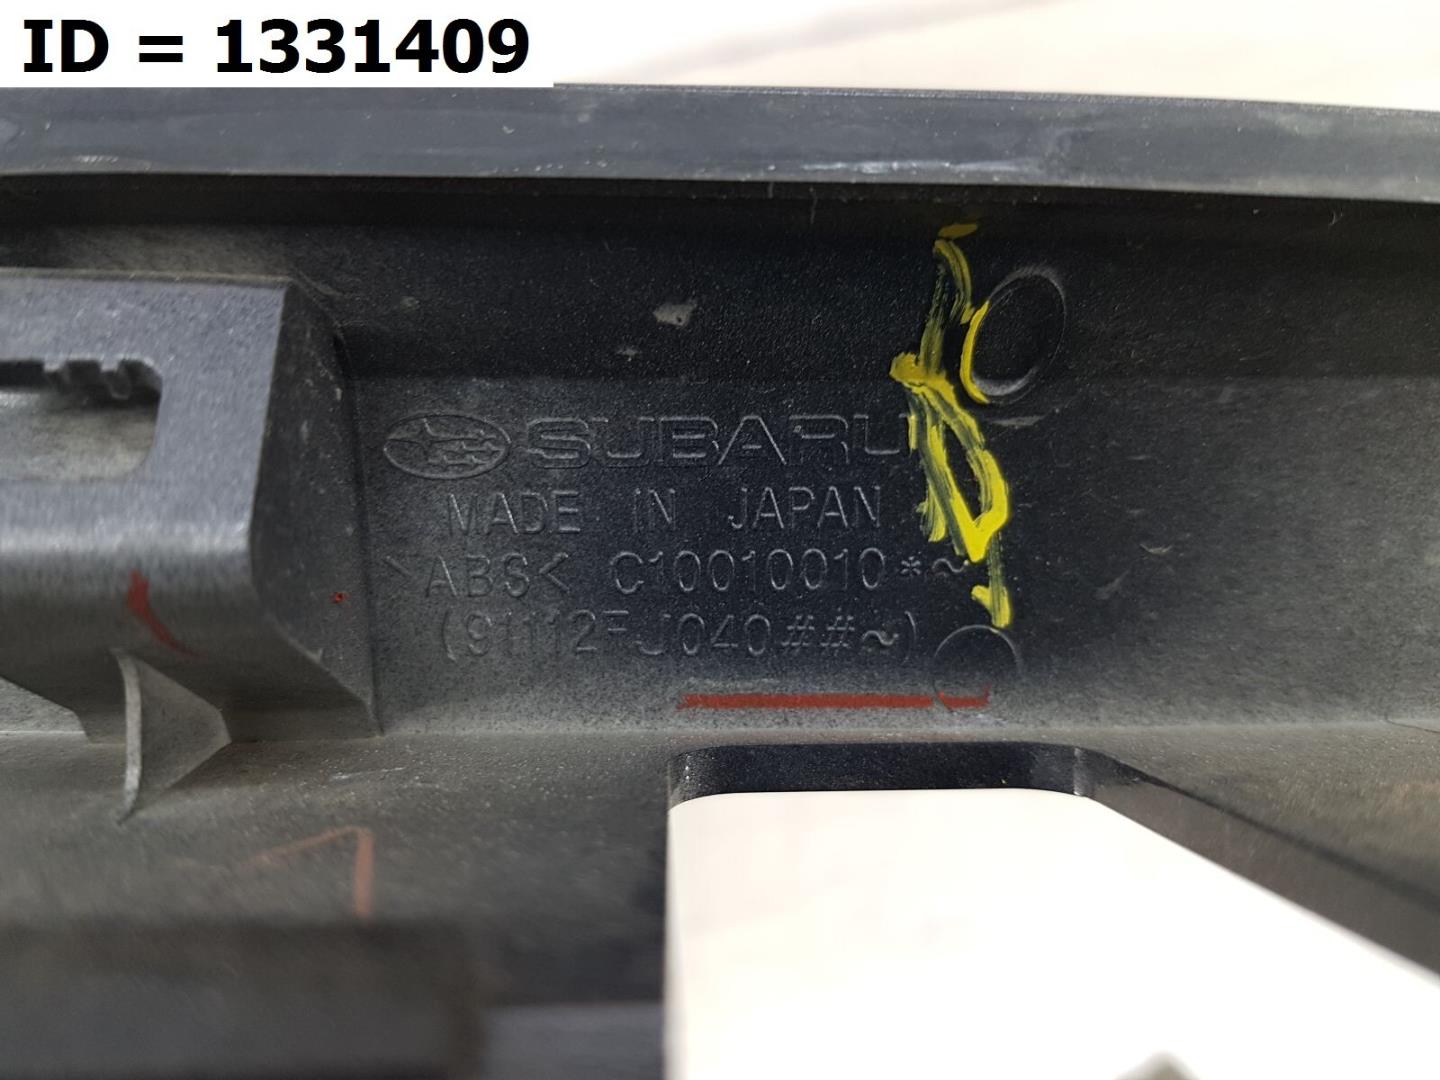 ID = 1331409
SUBARU
MADE IN JAPAN
>ABS< C10010010*~
(91112FJ040##~)